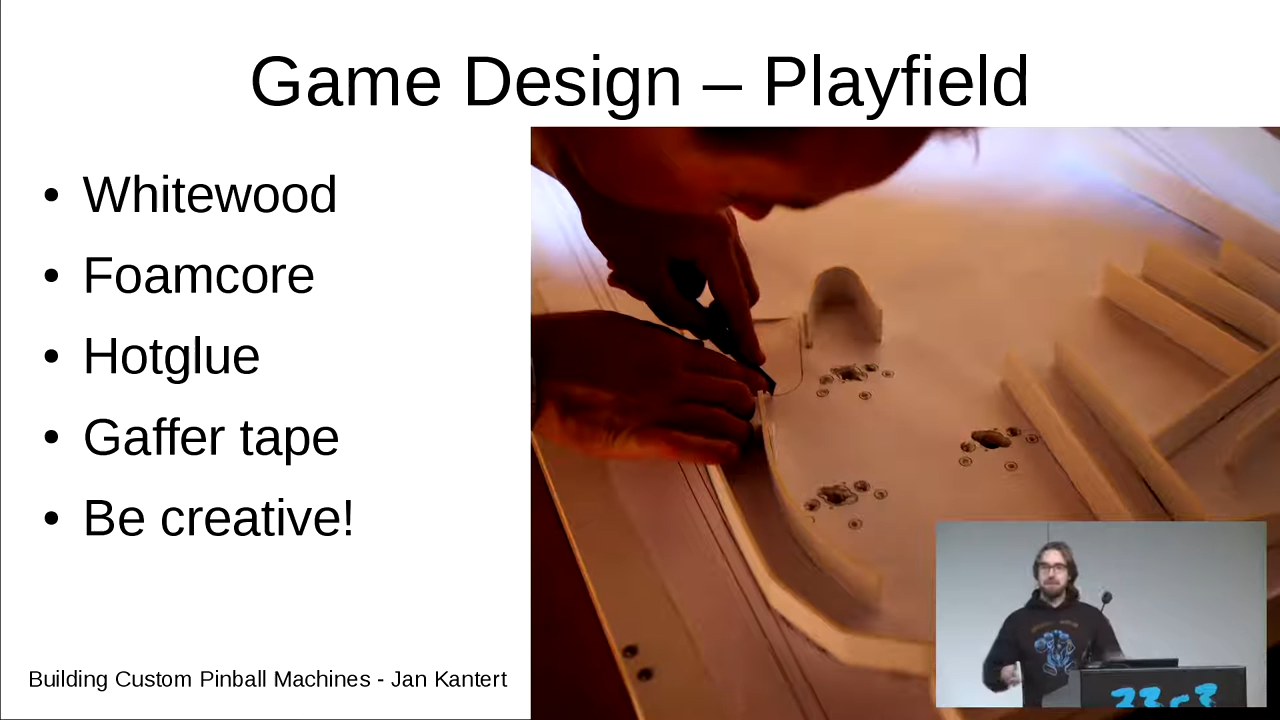 Game Design – Playfield
• Whitewood
• Foamcore
• Hotglue
• Gaffer tape
• Be creative!
Building Custom Pinball Machines - Jan Kantert